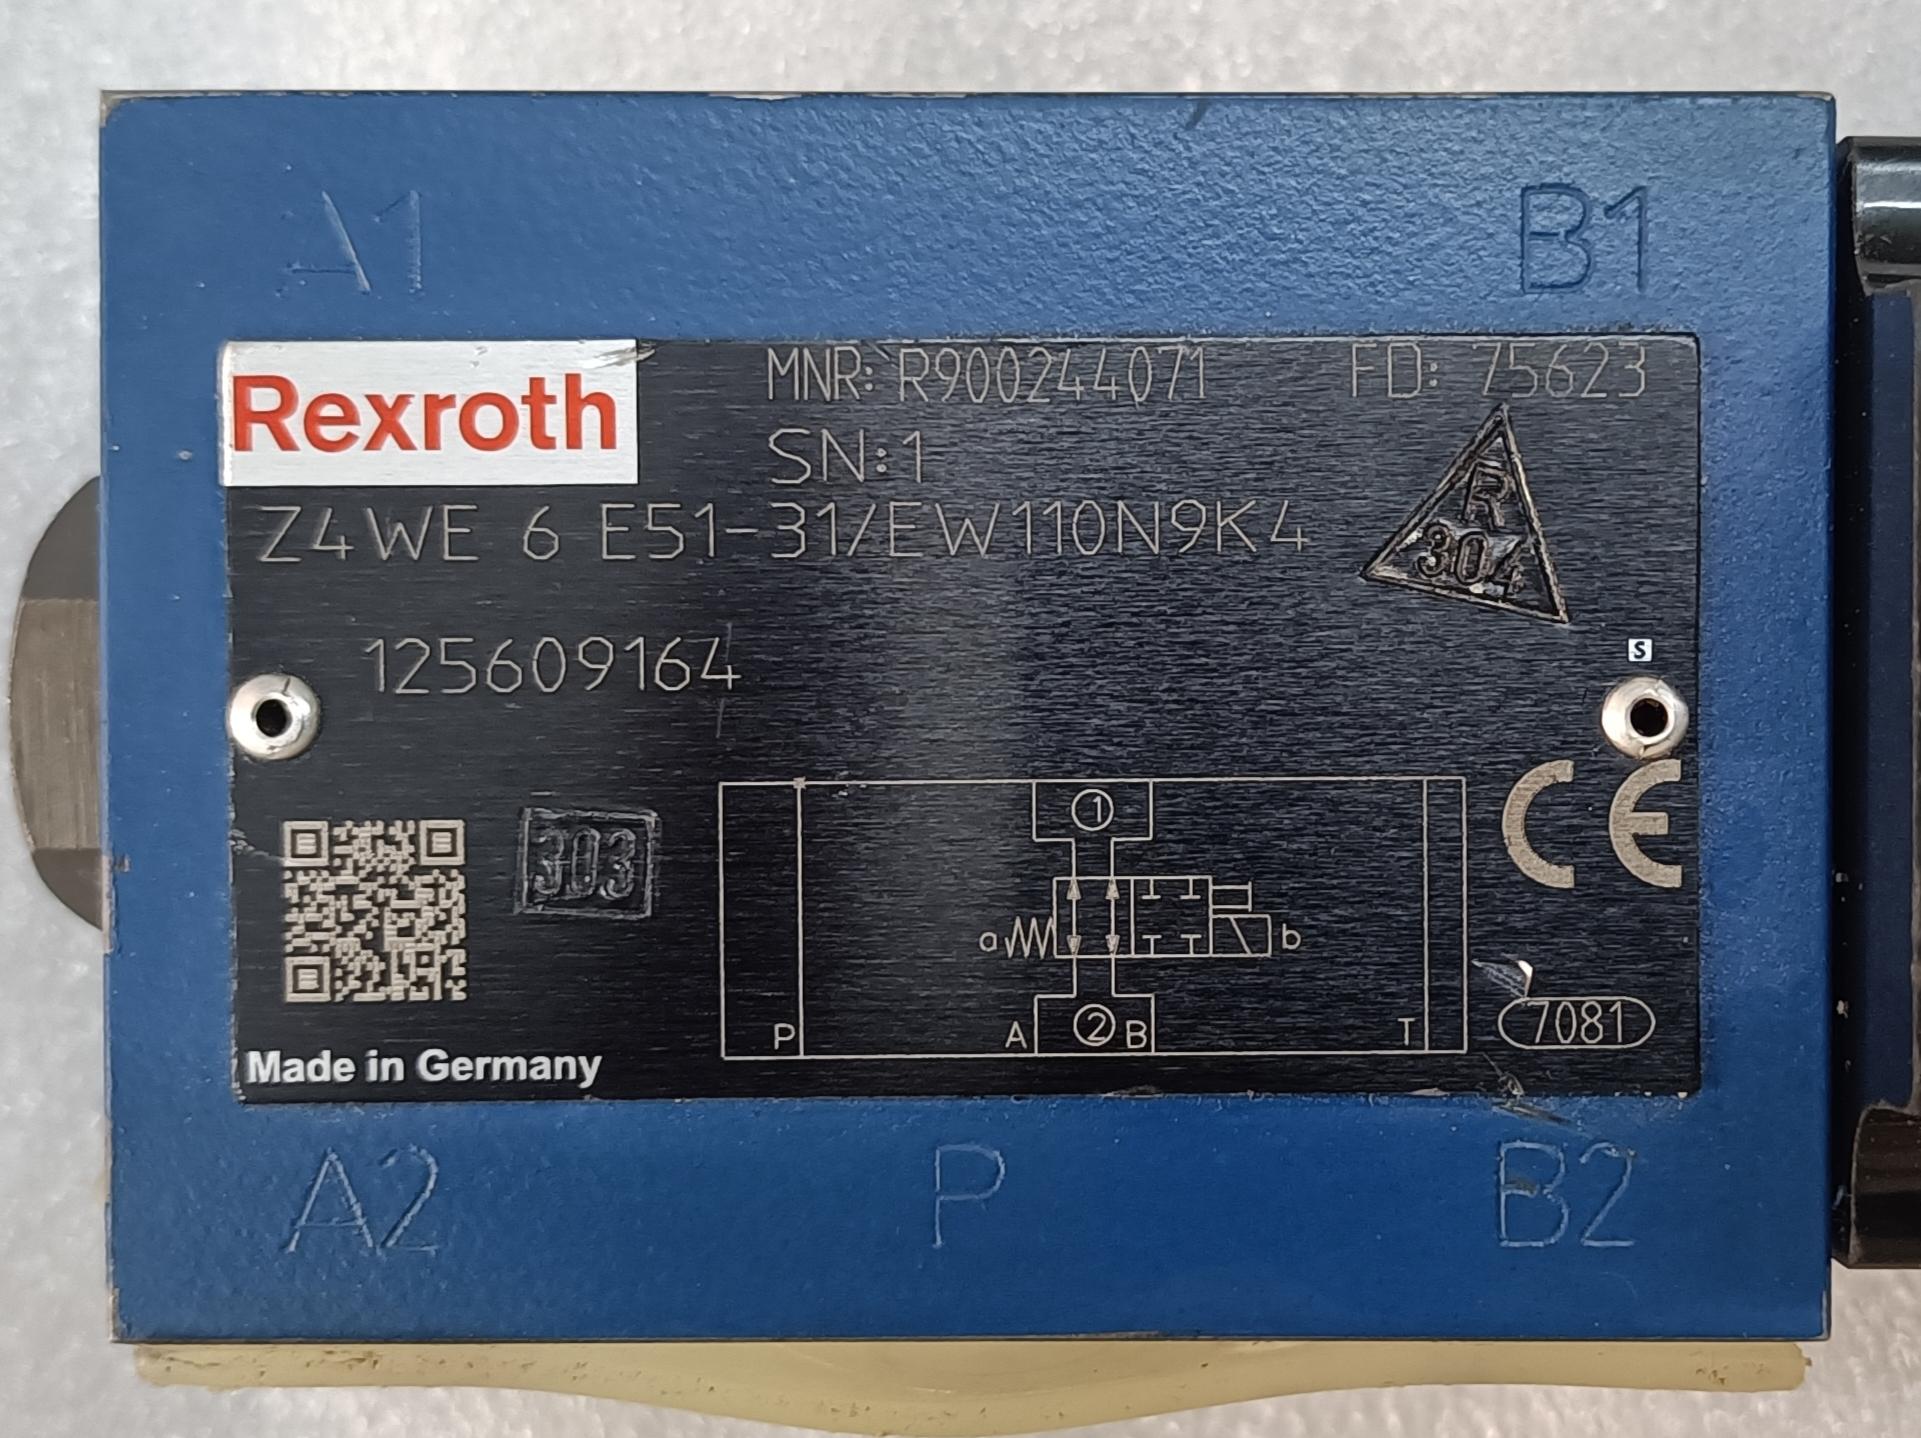 A1 B1
Rexroth MNR: R900244071 FD: 75623
SN: 1
Z4WE 6 E51-31/EW110N9K4
R
304
125609164
S
CE
303
1
a b
P A 2 B T
7081
Made in Germany
A2 P B2